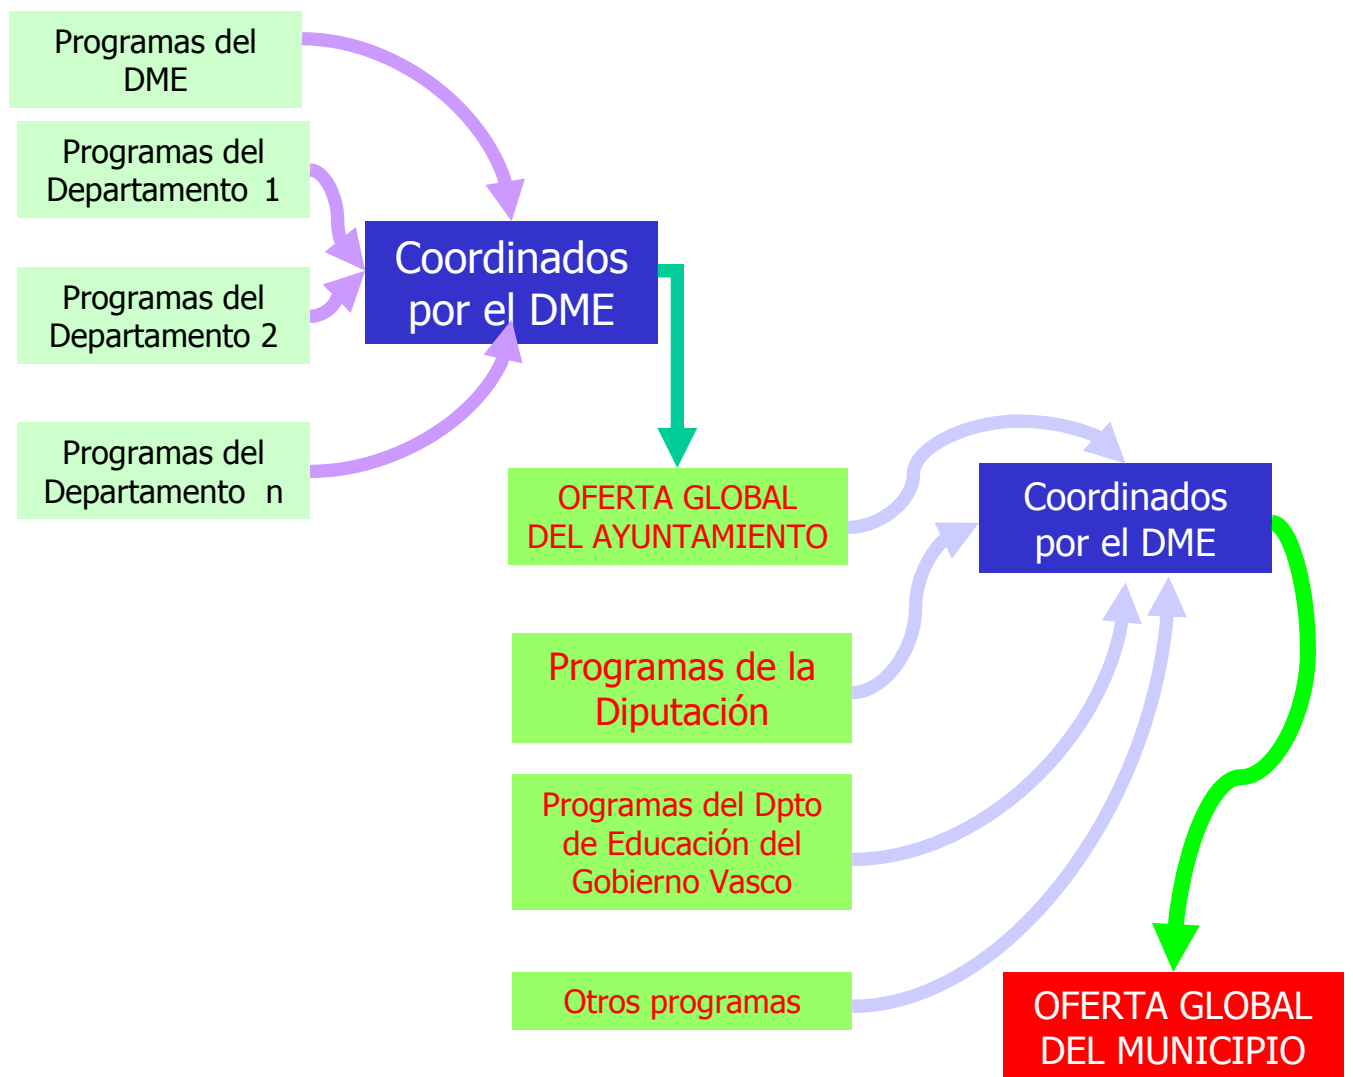 Programas del
DME
Programas del
Departamento 1
Programas del
Departamento 2
Programas del
Departamento n
Coordinados
por el DME
OFERTA GLOBAL
DEL AYUNTAMIENTO
Programas de la
Diputación
Programas del Dpto
de Educación del
Gobierno Vasco
Otros programas
Coordinados
por el DME
OFERTA GLOBAL
DEL MUNICIPIO